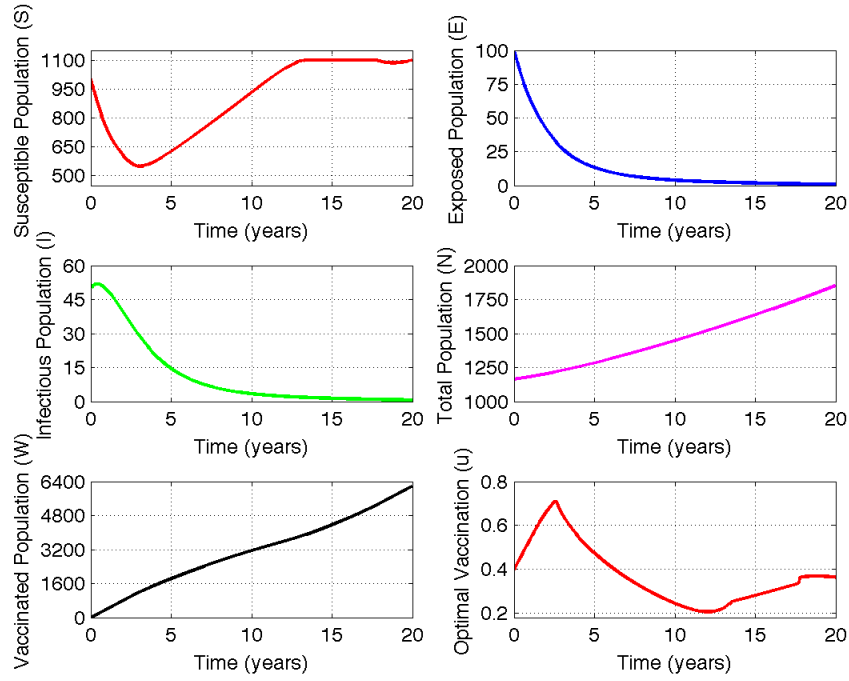 Susceptible Population (S)
1100
950
800
650
500
0 5 10 15 20
Time (years)
Exposed Population (E)
100
75
50
25
0
0 5 10 15 20
Time (years)
Infectious Population (I)
60
45
30
15
0
0 5 10 15 20
Time (years)
Total Population (N)
2000
1750
1500
1250
1000
0 5 10 15 20
Time (years)
Vaccinated Population (W)
6400
4800
3200
1600
0
0 5 10 15 20
Time (years)
Optimal Vaccination (u)
0.8
0.6
0.4
0.2
0 5 10 15 20
Time (years)